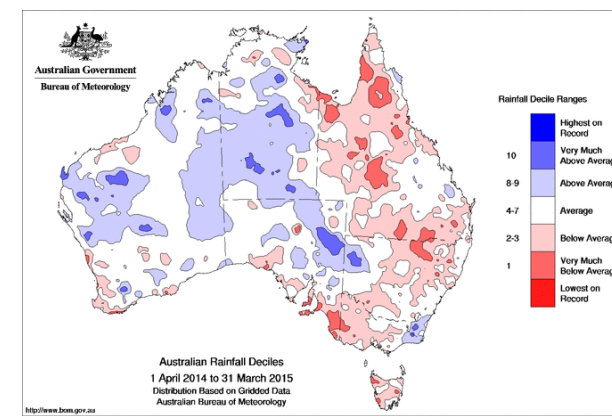 Australian Government
Bureau of Meteorology
Rainfall Decile Ranges
Highest on
Record
10
Very Much
Above Averag
8-9
Above Averag
4-7
Average
2-3
Below Averag
1
Very Much
Below Averag
Lowest on
Record
Australian Rainfall Deciles
1 April 2014 to 31 March 2015
Distribution Based on Gridded Data
Australian Bureau of Meteorology
http://www.bom.gov.au